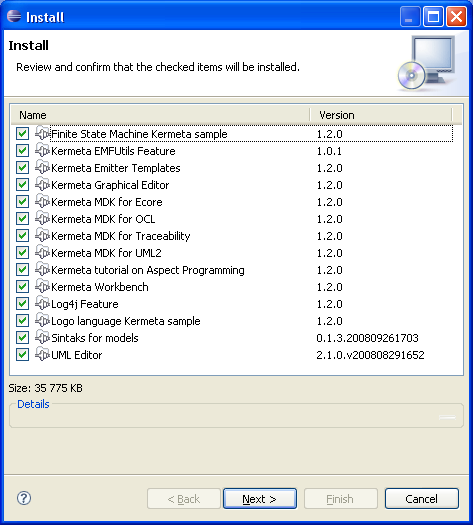 Install
Install
Review and confirm that the checked items will be installed.
Name Version
Finite State Machine Kermeta sample 1.2.0
Kermeta EMFUtils Feature 1.0.1
Kermeta Emitter Templates 1.2.0
Kermeta Graphical Editor 1.2.0
Kermeta MDK for Ecore 1.2.0
Kermeta MDK for OCL 1.2.0
Kermeta MDK for Traceability 1.2.0
Kermeta MDK for UML2 1.2.0
Kermeta tutorial on Aspect Programming 1.2.0
Kermeta Workbench 1.2.0
Log4j Feature 1.2.0
Logo language Kermeta sample 1.2.0
Sintaks for models 0.1.3.200809261703
UML Editor 2.1.0.v200808291652
Size: 35 775 KB
Details
? < Back Next > Finish Cancel